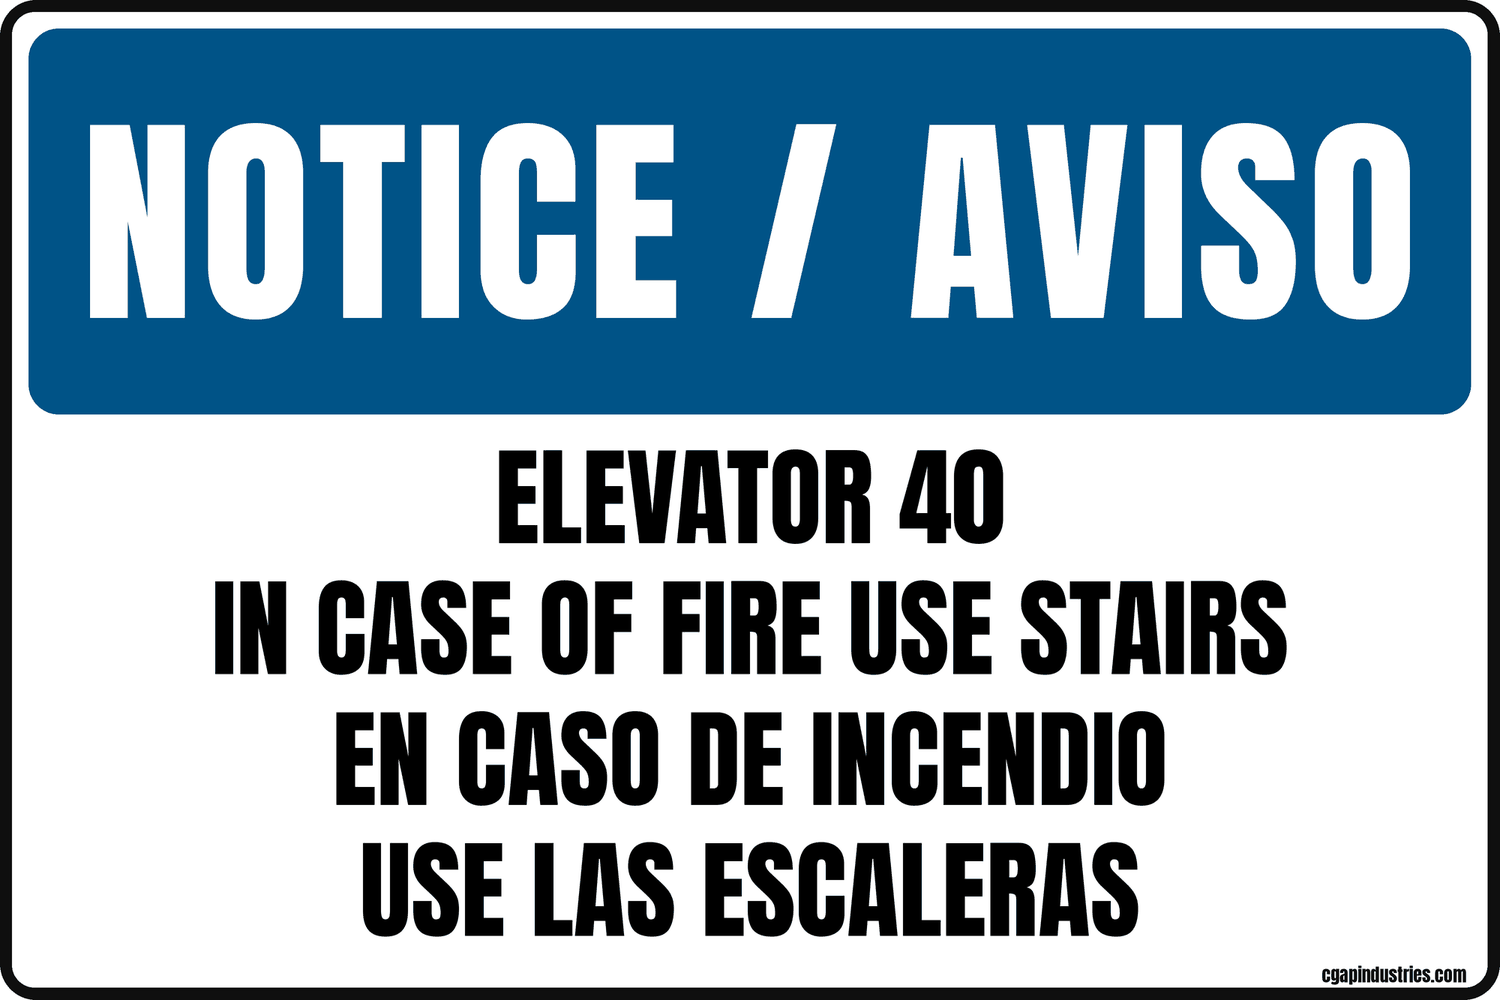 NOTICE / AVISO
ELEVATOR 40
IN CASE OF FIRE USE STAIRS
EN CASO DE INCENDIO
USE LAS ESCALERAS
cgapindustries.com